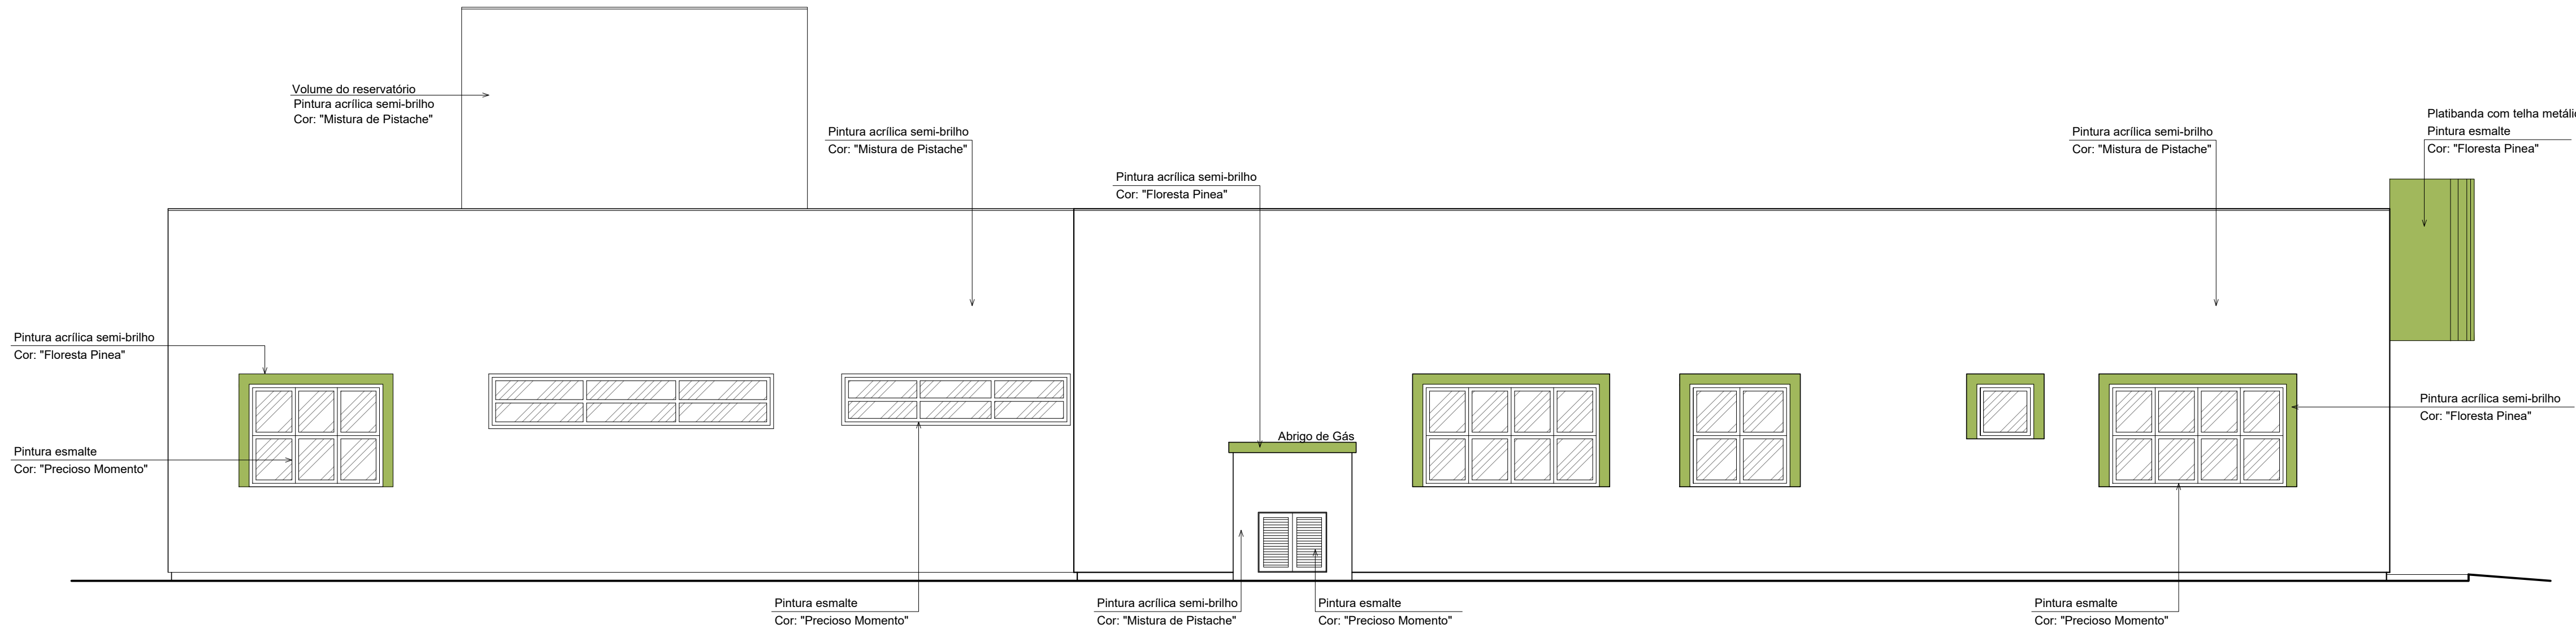 Volume do reservatório
Pintura acrílica semi-brilho
Cor: "Mistura de Pistache"
Pintura acrílica semi-brilho
Cor: "Mistura de Pistache"
Pintura acrílica semi-brilho
Cor: "Floresta Pinea"
Pintura acrílica semi-brilho
Cor: "Mistura de Pistache"
Platibanda com telha metáli
Pintura esmalte
Cor: "Floresta Pinea"
Pintura acrílica semi-brilho
Cor: "Floresta Pinea"
Pintura esmalte
Cor: "Precioso Momento"
Abrigo de Gás
Pintura acrílica semi-brilho
Cor: "Floresta Pinea"
Pintura esmalte
Cor: "Precioso Momento"
Pintura acrílica semi-brilho
Cor: "Mistura de Pistache"
Pintura esmalte
Cor: "Precioso Momento"
Pintura esmalte
Cor: "Precioso Momento"